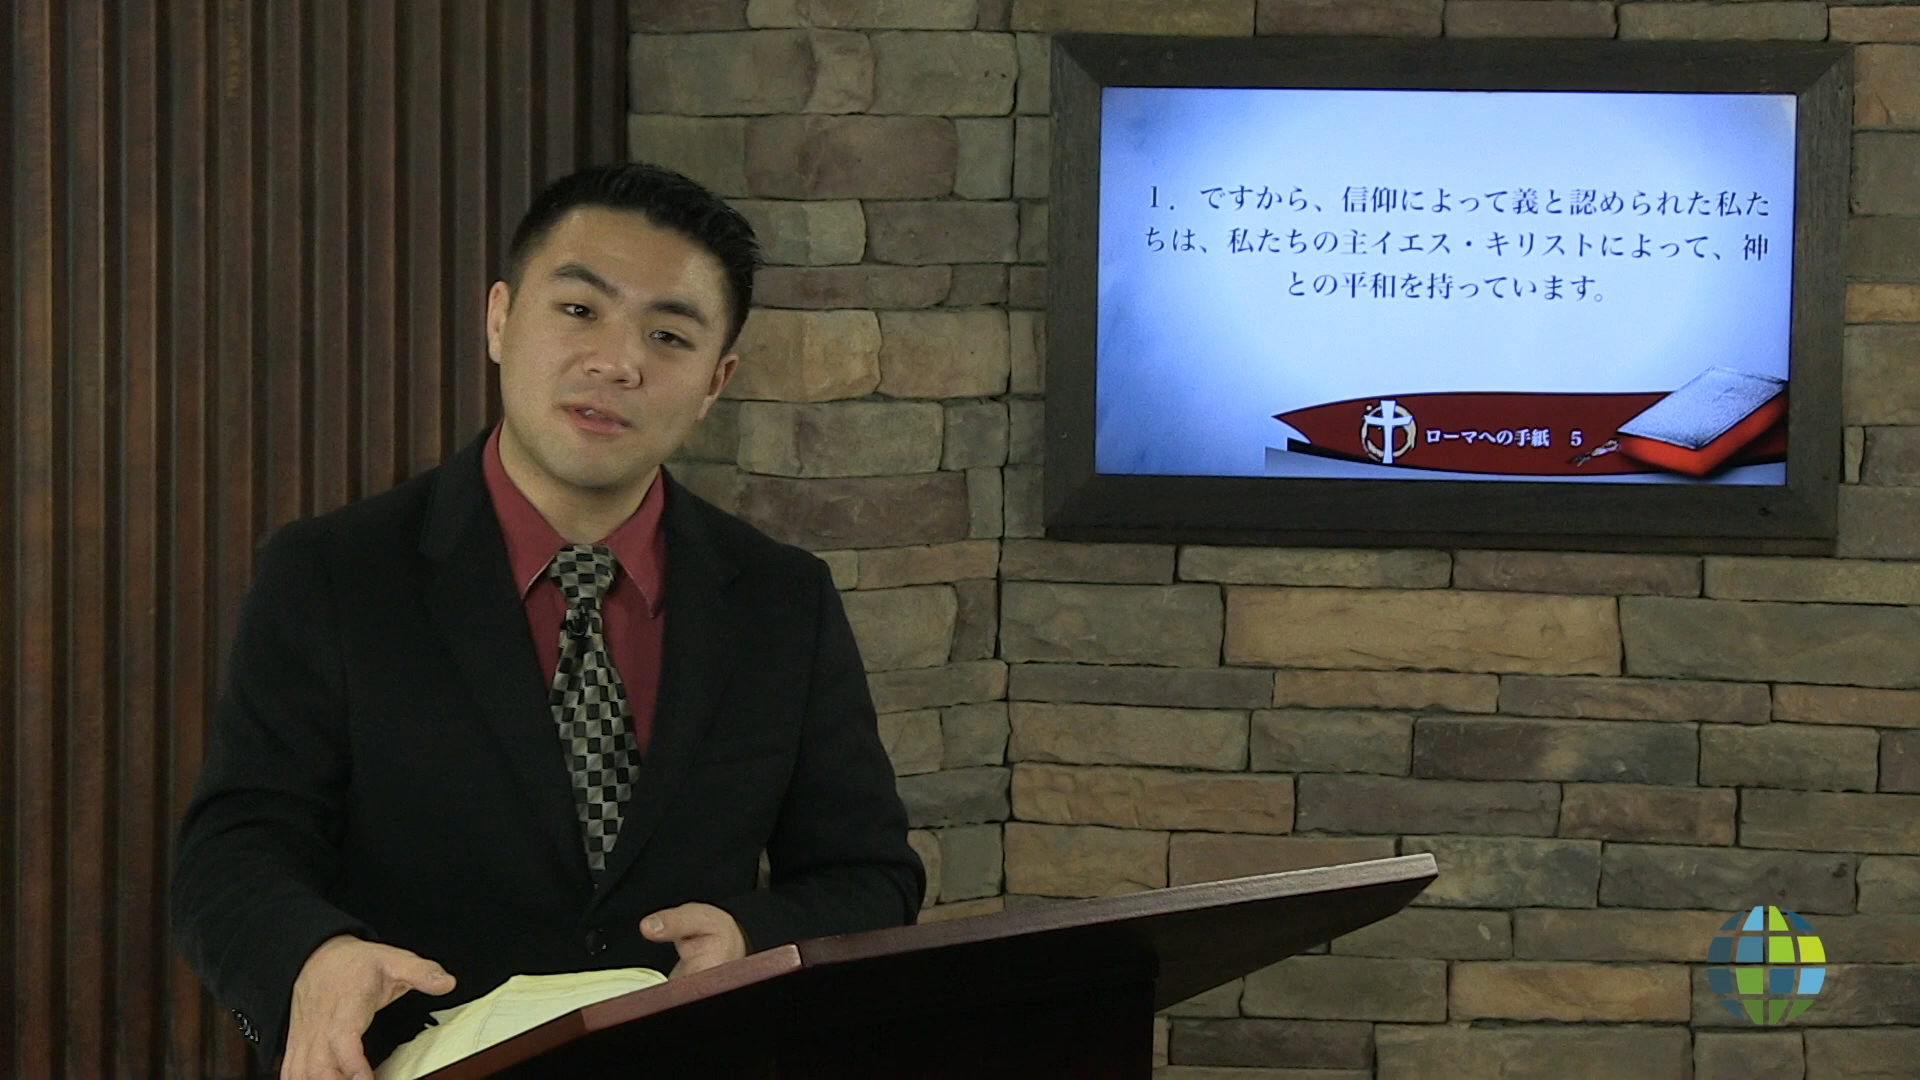 1. ですから、信仰によって義と認められた私た
ちは、私たちの主イエス・キリストによって、神
との平和を持っています。
ローマへの手紙 5